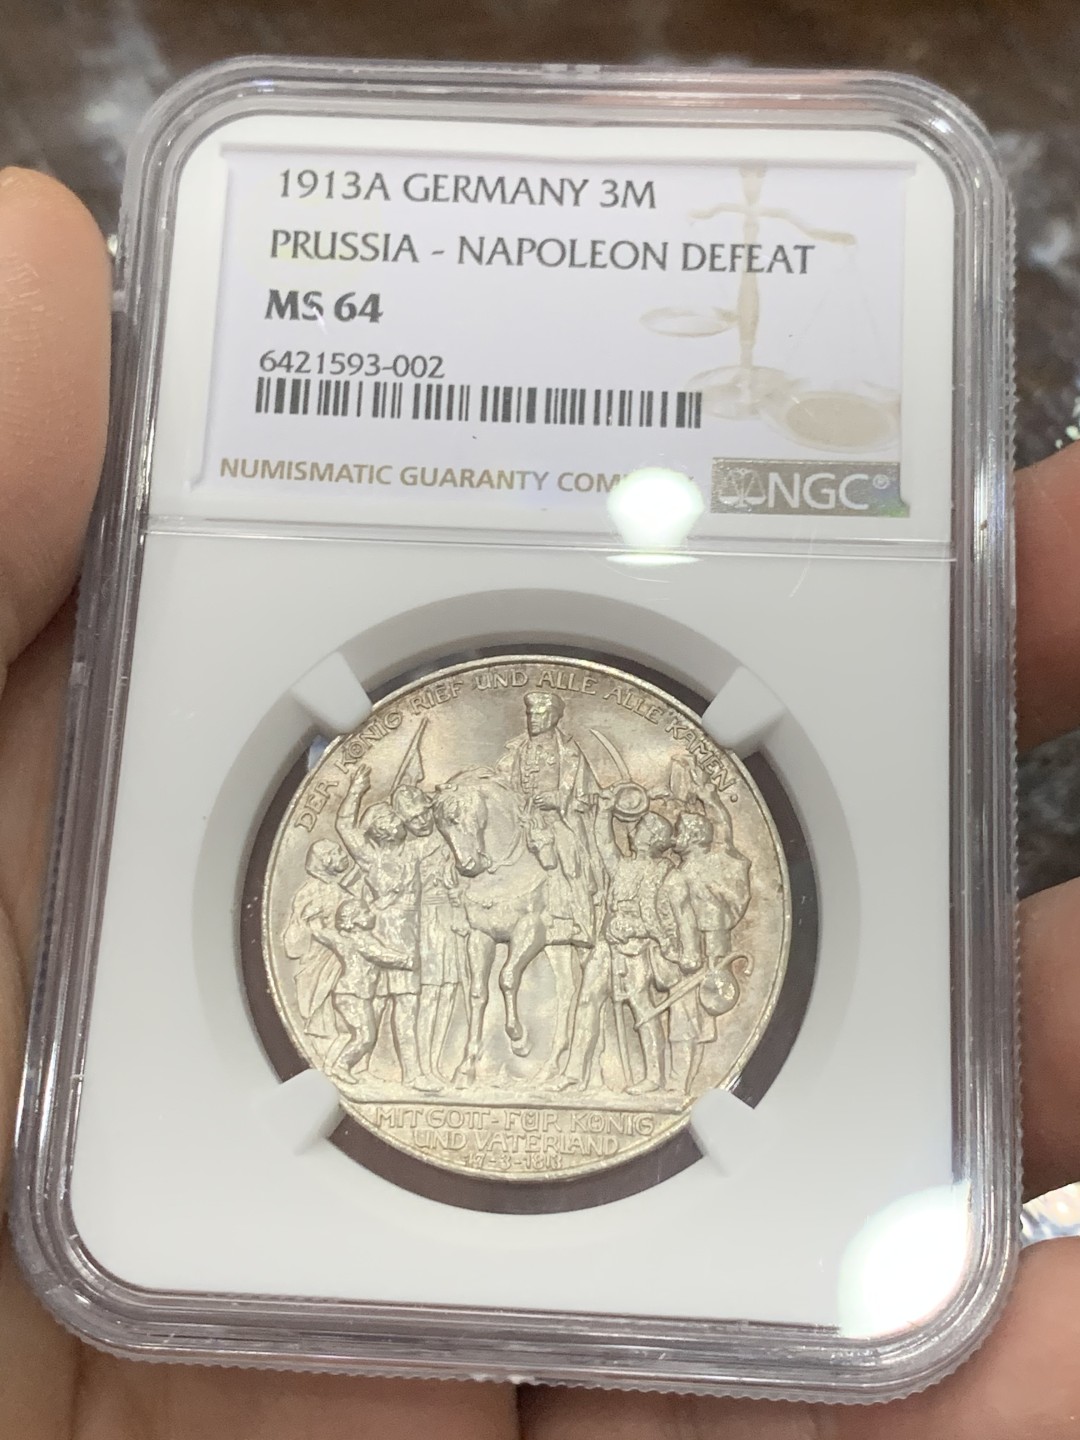 1913A GERMANY 3M
PRUSSIA - NAPOLEON DEFEAT
MS 64
6421593-002
NUMISMATIC GUARANTY
NGC®
DER KÖNIG RIEF UND ALLE ALLE KAMEN.
MIT GOTT - FÜR KÖNIG
UND VATERLAND
17-3-1813